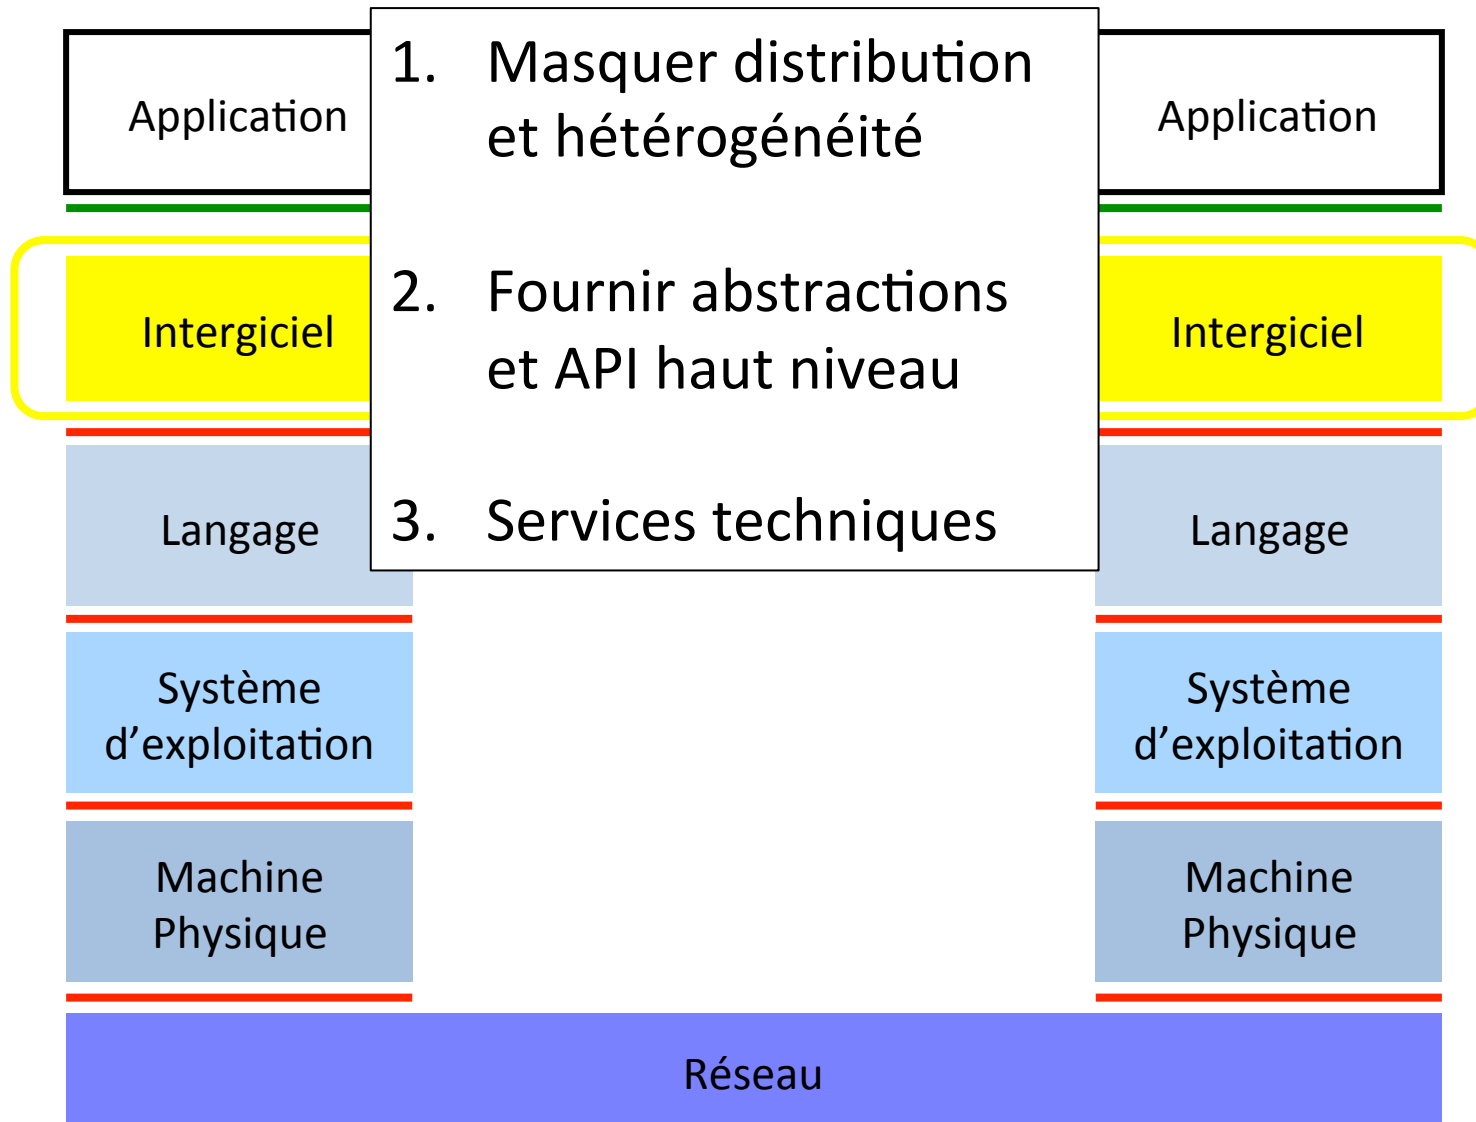 Application
1. Masquer distribution
et hétérogénéité
Application
Intergiciel
2. Fournir abstractions
et API haut niveau
Intergiciel
Langage
3. Services techniques
Langage
Système
d’exploitation
Système
d’exploitation
Machine
Physique
Machine
Physique
Réseau